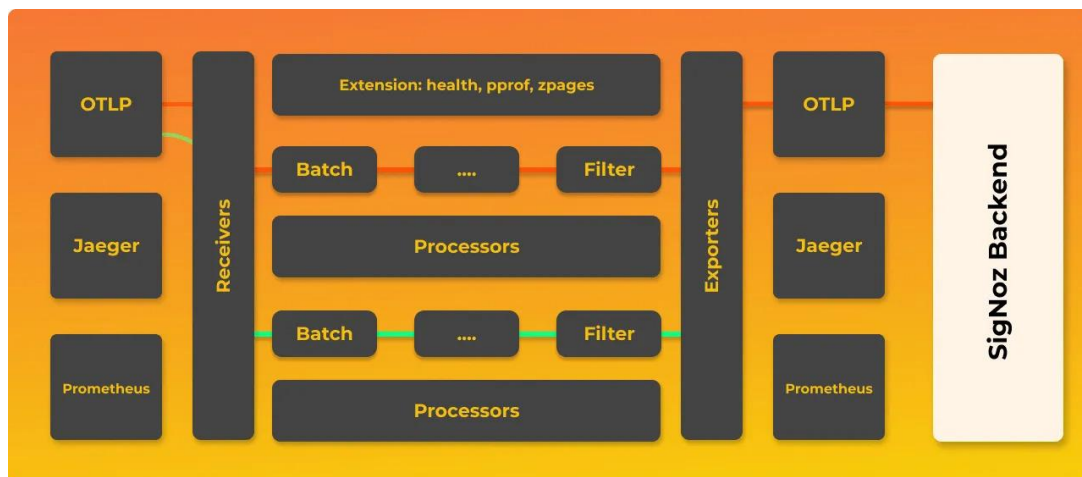 OTLP
Jaeger
Prometheus
Receivers
Extension: health, pprof, zpages
Batch
....
Filter
Processors
Batch
....
Filter
Processors
Exporters
OTLP
Jaeger
Prometheus
SigNoz Backend